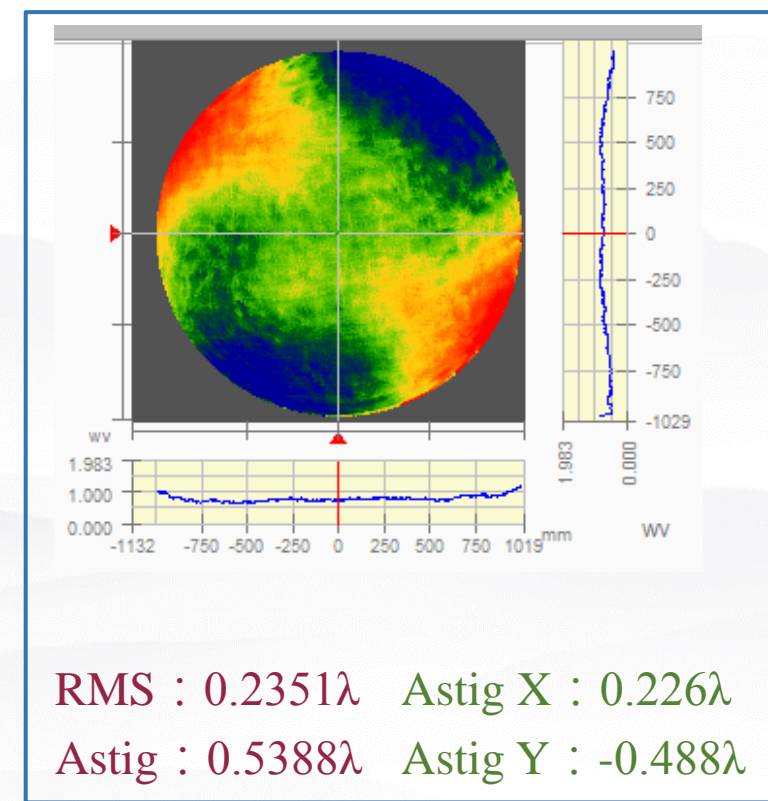 750
500
250
0
-250
-500
-750
-1029
1.983
0.000
WV
wv
1.983
1.000
0.000
-1132 -750 -500 -250 0 250 500 750 1019 mm
RMS：0.2351λ Astig X：0.226λ
Astig：0.5388λ Astig Y：-0.488λ